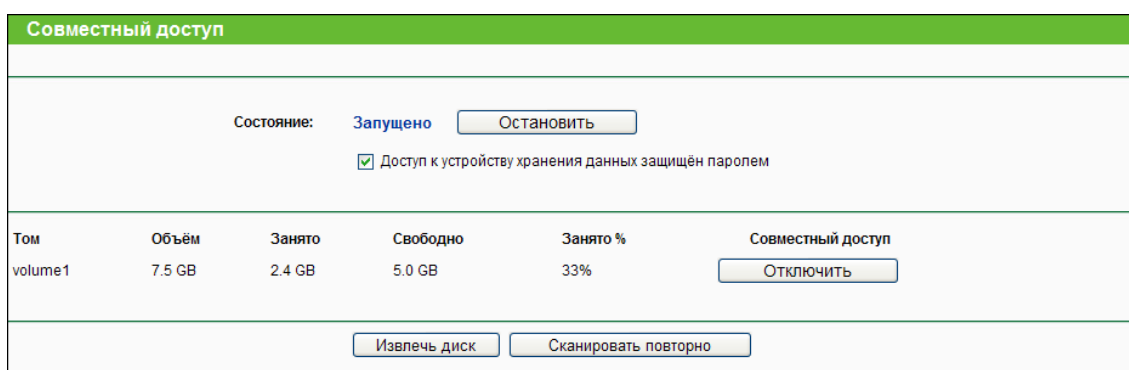 Совместный доступ
Состояние: Запущено Остановить
Доступ к устройству хранения данных защищён паролем
Том Объём Занято Свободно Занято % Совместный доступ
volume1 7.5 GB 2.4 GB 5.0 GB 33% Отключить
Извлечь диск Сканировать повторно